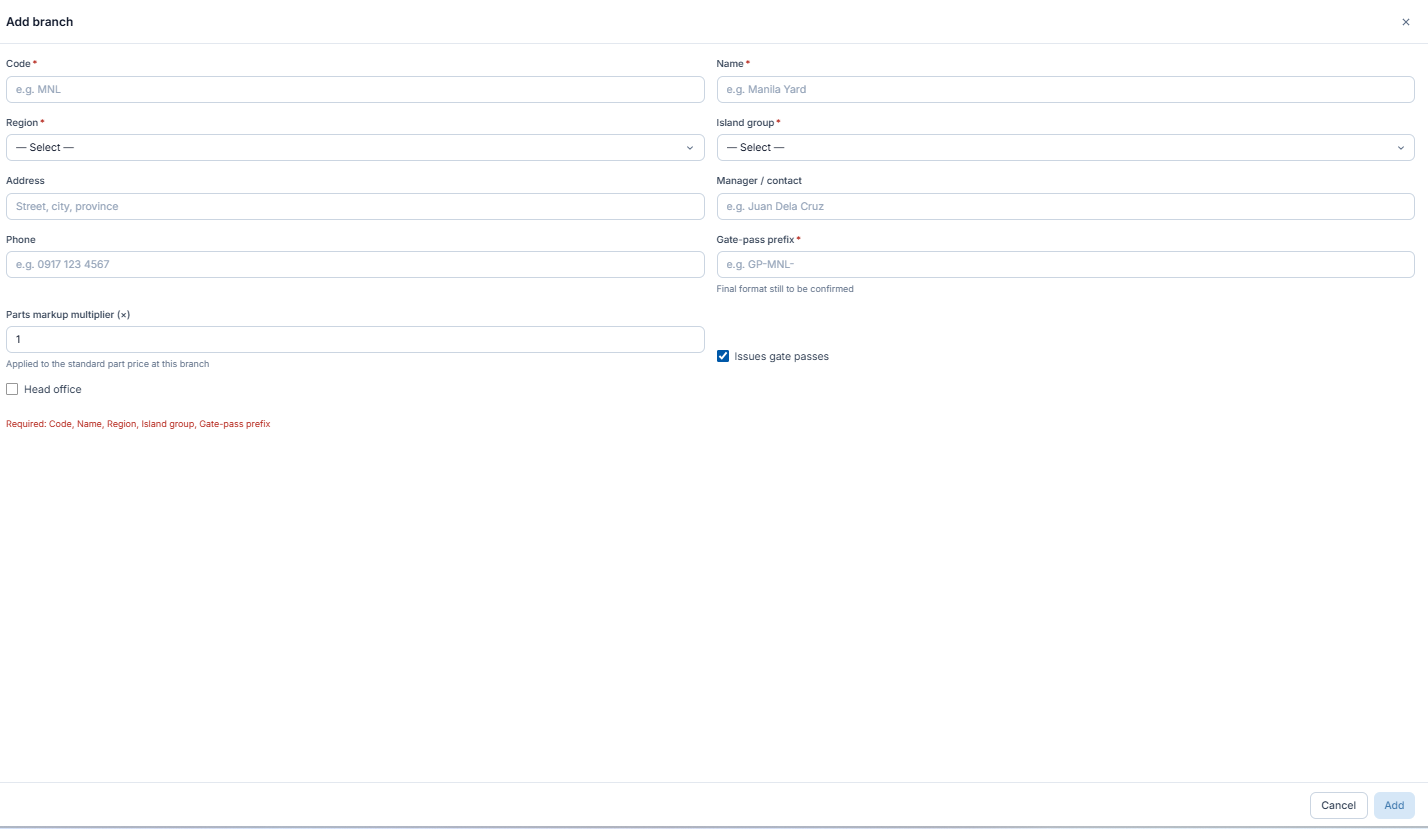 Add branch
×
Code *
Name *
e.g. MNL
e.g. Manila Yard
Region *
Island group *
— Select —
— Select —
Address
Manager / contact
Street, city, province
e.g. Juan Dela Cruz
Phone
Gate-pass prefix *
e.g. 0917 123 4567
e.g. GP-MNL-
Final format still to be confirmed
Parts markup multiplier (×)
1
Issues gate passes
Applied to the standard part price at this branch
Head office
Required: Code, Name, Region, Island group, Gate-pass prefix
Cancel
Add